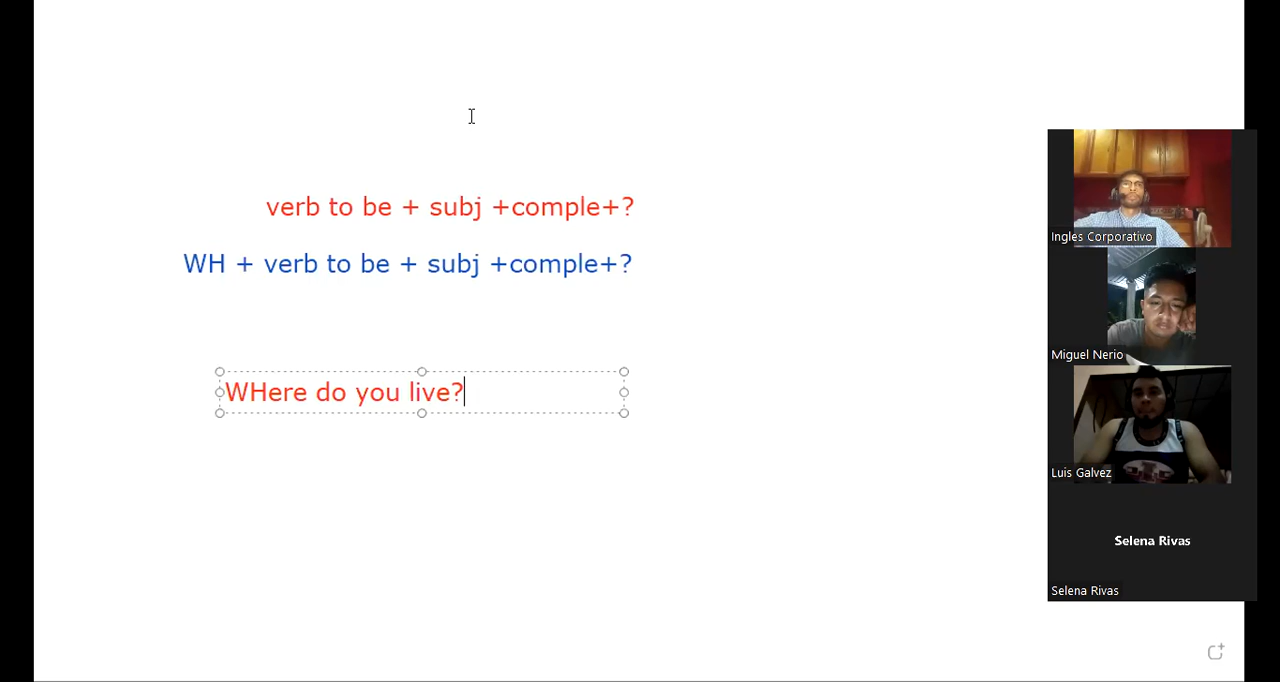 verb to be + subj +comple+?
WH + verb to be + subj +comple+?
WHere do you live?
Ingles Corporativo
Miguel Nerio
Luis Galvez
Selena Rivas
Selena Rivas